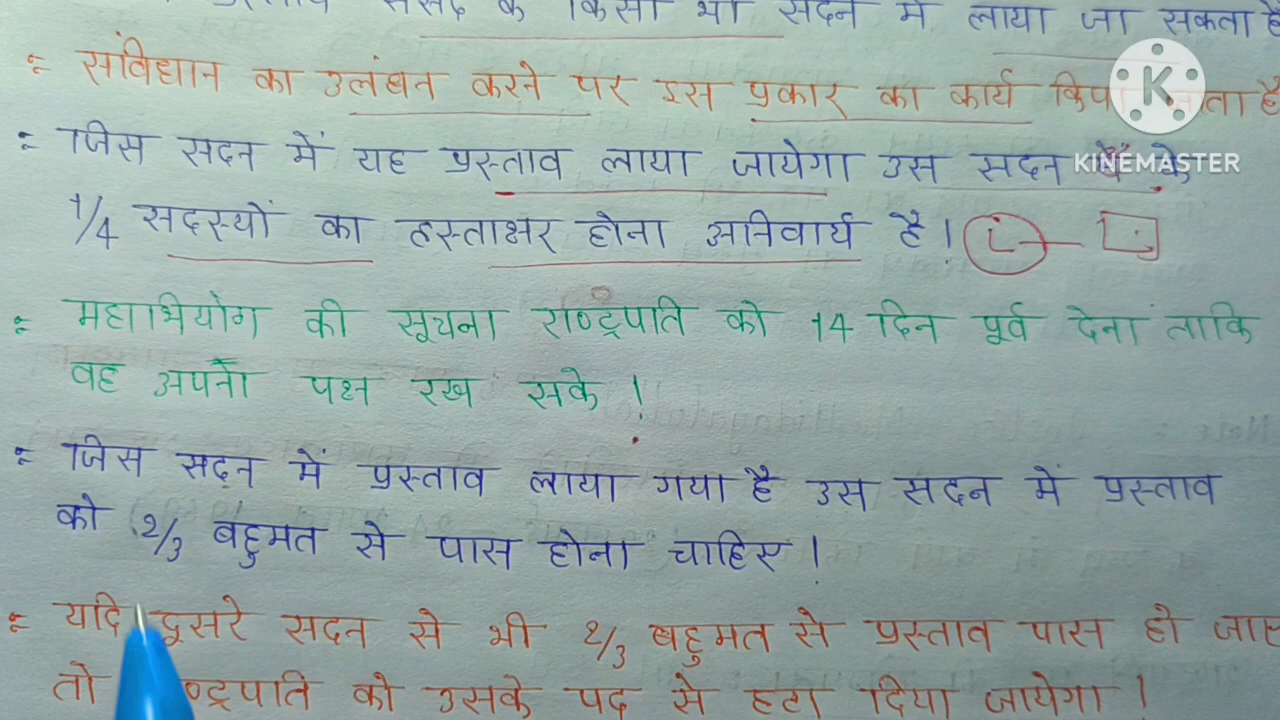 प्रस्ताव संसद के किसी भी सदन में लाया जा सकता है
संविधान का उलंघन करने पर इस प्रकार का कार्य किया जाता है
K
जिस सदन में यह प्रस्ताव लाया जायेगा उस सदन के
KINEMASTER
1/4 सदस्यों का हस्ताक्षर होना अनिवार्य है।
महाभियोग की सूचना राष्ट्रपति को 14 दिन पूर्व देना ताकि
वह अपना पक्ष रख सके !
जिस सदन में प्रस्ताव लाया गया है उस सदन में प्रस्ताव
को 2/3 बहुमत से पास होना चाहिए।
यदि दुसरे सदन से भी 2/3 बहुमत से प्रस्ताव पास हो जाए
तो राष्ट्रपति को उसके पद से हटा दिया जायेगा।